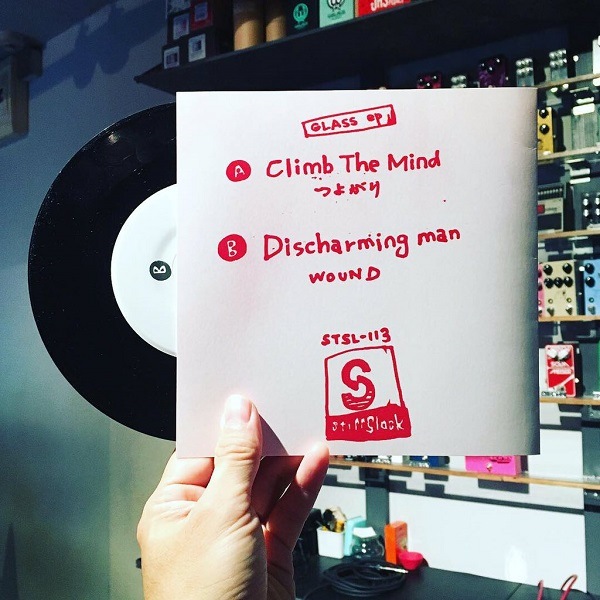 GLASS ep
A Climb The Mind
つよがり
B Discharming man
WOUND
STSL-113
S
stiffslack
B